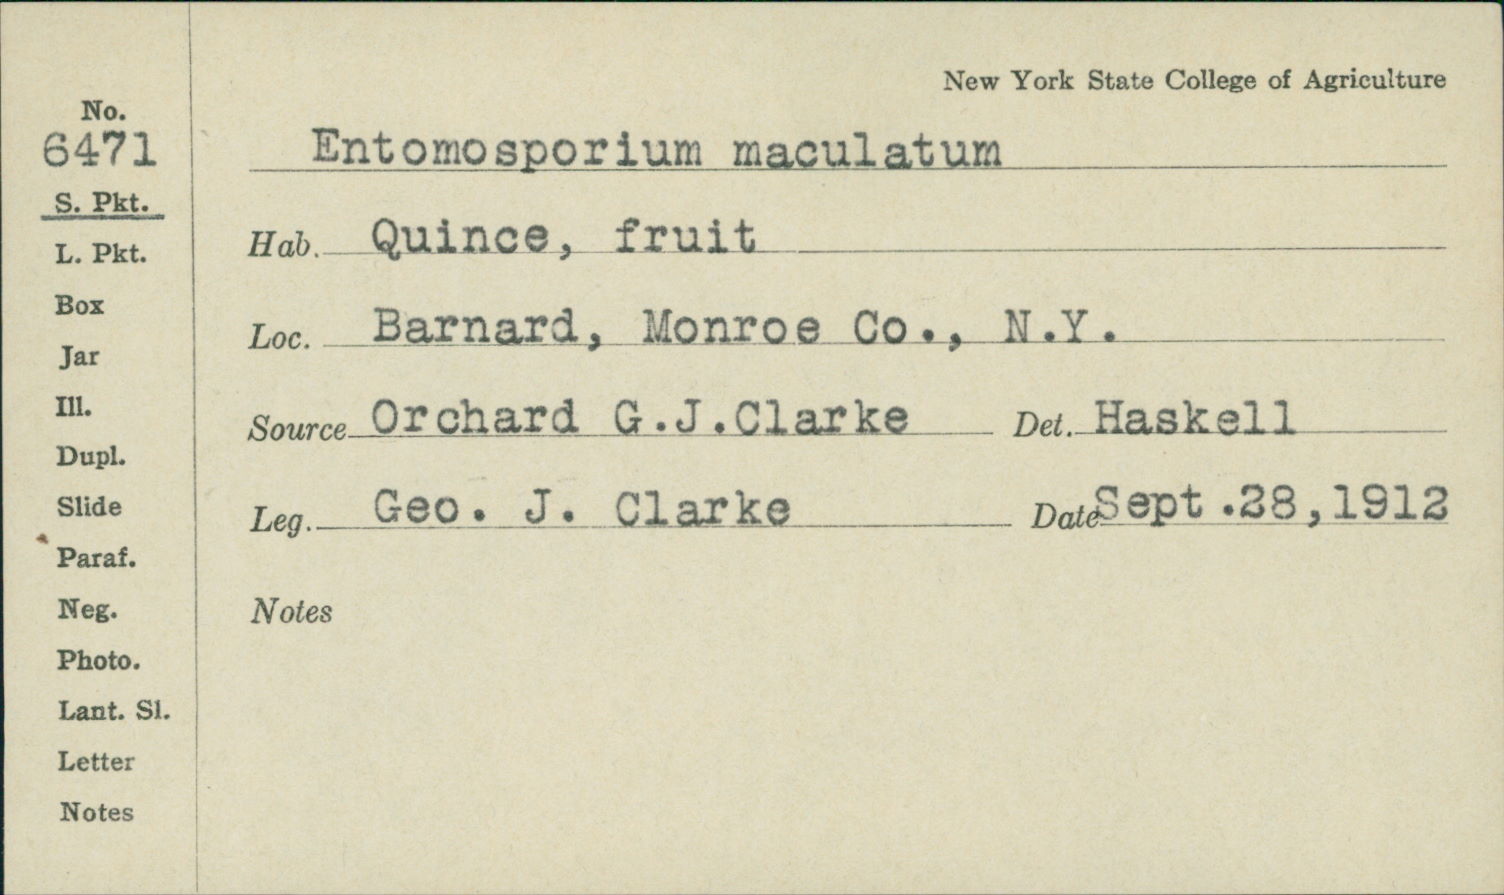 New York State College of Agriculture
No.
6471
S. Pkt.
L. Pkt.
Box
Jar
Ill.
Dupl.
Slide
Paraf.
Neg.
Photo.
Lant. Sl.
Letter
Notes
Entomosporium maculatum
Hab. Quince, fruit
Loc. Barnard, Monroe Co., N.Y.
Source Orchard G.J.Clarke Det. Haskell
Leg. Geo. J. Clarke Date Sept.28,1912
Notes